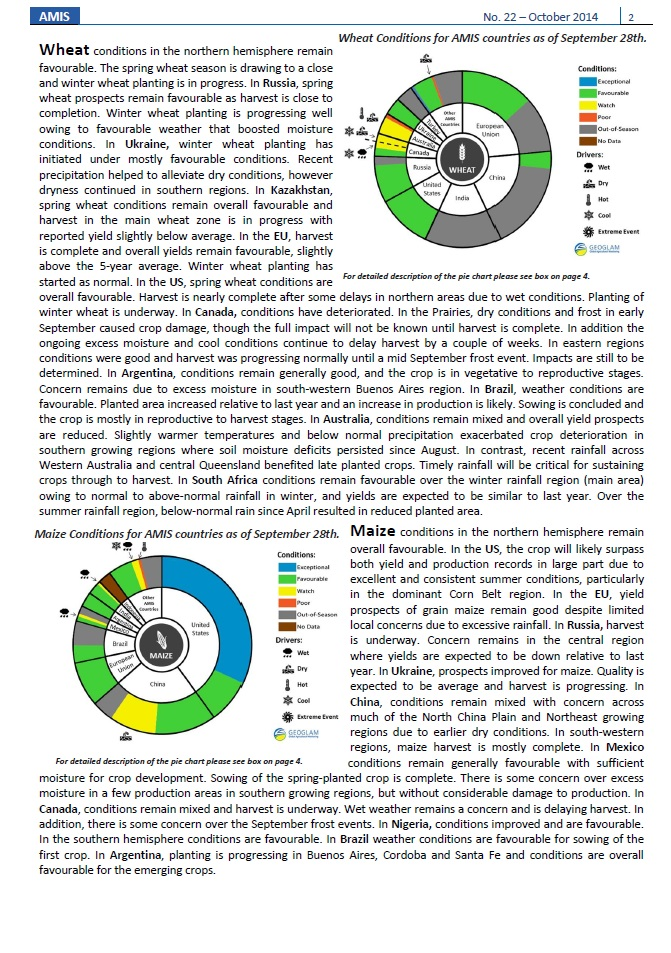 AMIS
No. 22 – October 2014
2
Wheat conditions in the northern hemisphere remain
favourable. The spring wheat season is drawing to a close
and winter wheat planting is in progress. In Russia, spring
wheat prospects remain favourable as harvest is close to
completion. Winter wheat planting is progressing well
owing to favourable weather that boosted moisture
conditions. In Ukraine, winter wheat planting has
initiated under mostly favourable conditions. Recent
precipitation helped to alleviate dry conditions, however
dryness continued in southern regions. In Kazakhstan,
spring wheat conditions remain overall favourable and
harvest in the main wheat zone is in progress with
reported yield slightly below average. In the EU, harvest
is complete and overall yields remain favourable, slightly
above the 5-year average. Winter wheat planting has
started as normal. In the US, spring wheat conditions are
Wheat Conditions for AMIS countries as of September 28th.
Other
AMIS
Countries
European
Union
China
India
United
States
Russia
Canada
Australia
Ukraine
Turkey
WHEAT
Conditions:
Exceptional
Favourable
Watch
Poor
Out-of-Season
No Data
Drivers:
Wet
Dry
Hot
Cool
Extreme Event
GEOGLAM
For detailed description of the pie chart please see box on page 4.
overall favourable. Harvest is nearly complete after some delays in northern areas due to wet conditions. Planting of
winter wheat is underway. In Canada, conditions have deteriorated. In the Prairies, dry conditions and frost in early
September caused crop damage, though the full impact will not be known until harvest is complete. In addition the
ongoing excess moisture and cool conditions continue to delay harvest by a couple of weeks. In eastern regions
conditions were good and harvest was progressing normally until a mid September frost event. Impacts are still to be
determined. In Argentina, conditions remain generally good, and the crop is in vegetative to reproductive stages.
Concern remains due to excess moisture in south-western Buenos Aires region. In Brazil, weather conditions are
favourable. Planted area increased relative to last year and an increase in production is likely. Sowing is concluded and
the crop is mostly in reproductive to harvest stages. In Australia, conditions remain mixed and overall yield prospects
are reduced. Slightly warmer temperatures and below normal precipitation exacerbated crop deterioration in
southern growing regions where soil moisture deficits persisted since August. In contrast, recent rainfall across
Western Australia and central Queensland benefited late planted crops. Timely rainfall will be critical for sustaining
crops through to harvest. In South Africa conditions remain favourable over the winter rainfall region (main area)
owing to normal to above-normal rainfall in winter, and yields are expected to be similar to last year. Over the
summer rainfall region, below-normal rain since April resulted in reduced planted area.
Maize Conditions for AMIS countries as of September 28th.
Other
AMIS
Countries
United
States
China
European
Union
Brazil
Mexico
MAIZE
Conditions:
Exceptional
Favourable
Watch
Poor
Out-of-Season
No Data
Drivers:
Wet
Dry
Hot
Cool
Extreme Event
GEOGLAM
For detailed description of the pie chart please see box on page 4.
Maize conditions in the northern hemisphere remain
overall favourable. In the US, the crop will likely surpass
both yield and production records in large part due to
excellent and consistent summer conditions, particularly
in the dominant Corn Belt region. In the EU, yield
prospects of grain maize remain good despite limited
local concerns due to excessive rainfall. In Russia, harvest
is underway. Concern remains in the central region
where yields are expected to be down relative to last
year. In Ukraine, prospects improved for maize. Quality is
expected to be average and harvest is progressing. In
China, conditions remain mixed with concern across
much of the North China Plain and Northeast growing
regions due to earlier dry conditions. In south-western
regions, maize harvest is mostly complete. In Mexico
conditions remain generally favourable with sufficient
moisture for crop development. Sowing of the spring-planted crop is complete. There is some concern over excess
moisture in a few production areas in southern growing regions, but without considerable damage to production. In
Canada, conditions remain mixed and harvest is underway. Wet weather remains a concern and is delaying harvest. In
addition, there is some concern over the September frost events. In Nigeria, conditions improved and are favourable.
In the southern hemisphere conditions are favourable. In Brazil weather conditions are favourable for sowing of the
first crop. In Argentina, planting is progressing in Buenos Aires, Cordoba and Santa Fe and conditions are overall
favourable for the emerging crops.